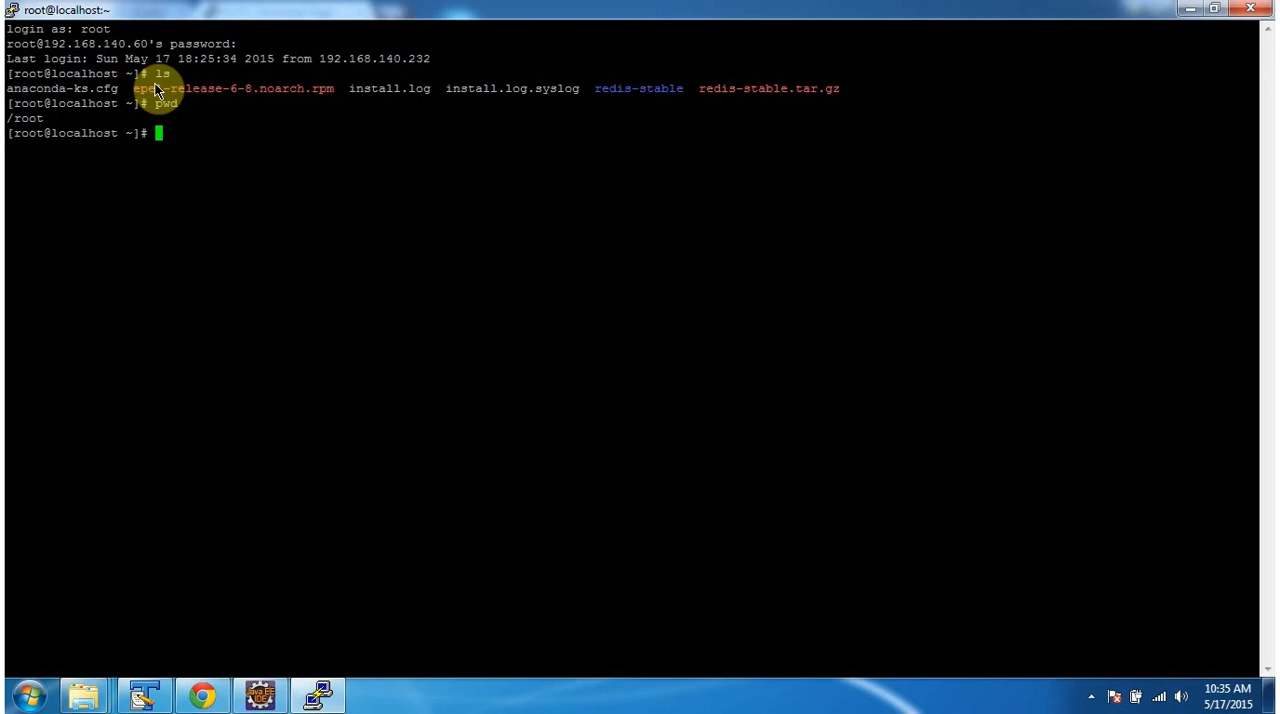 root@localhost:~
login as: root
root@192.168.140.60's password:
Last login: Sun May 17 18:25:34 2015 from 192.168.140.232
[root@localhost ~]# ls
anaconda-ks.cfg epel-release-6-8.noarch.rpm install.log install.log.syslog redis-stable redis-stable.tar.gz
[root@localhost ~]# pwd
/root
[root@localhost ~]#
Java EE
IDE
10:35 AM
5/17/2015